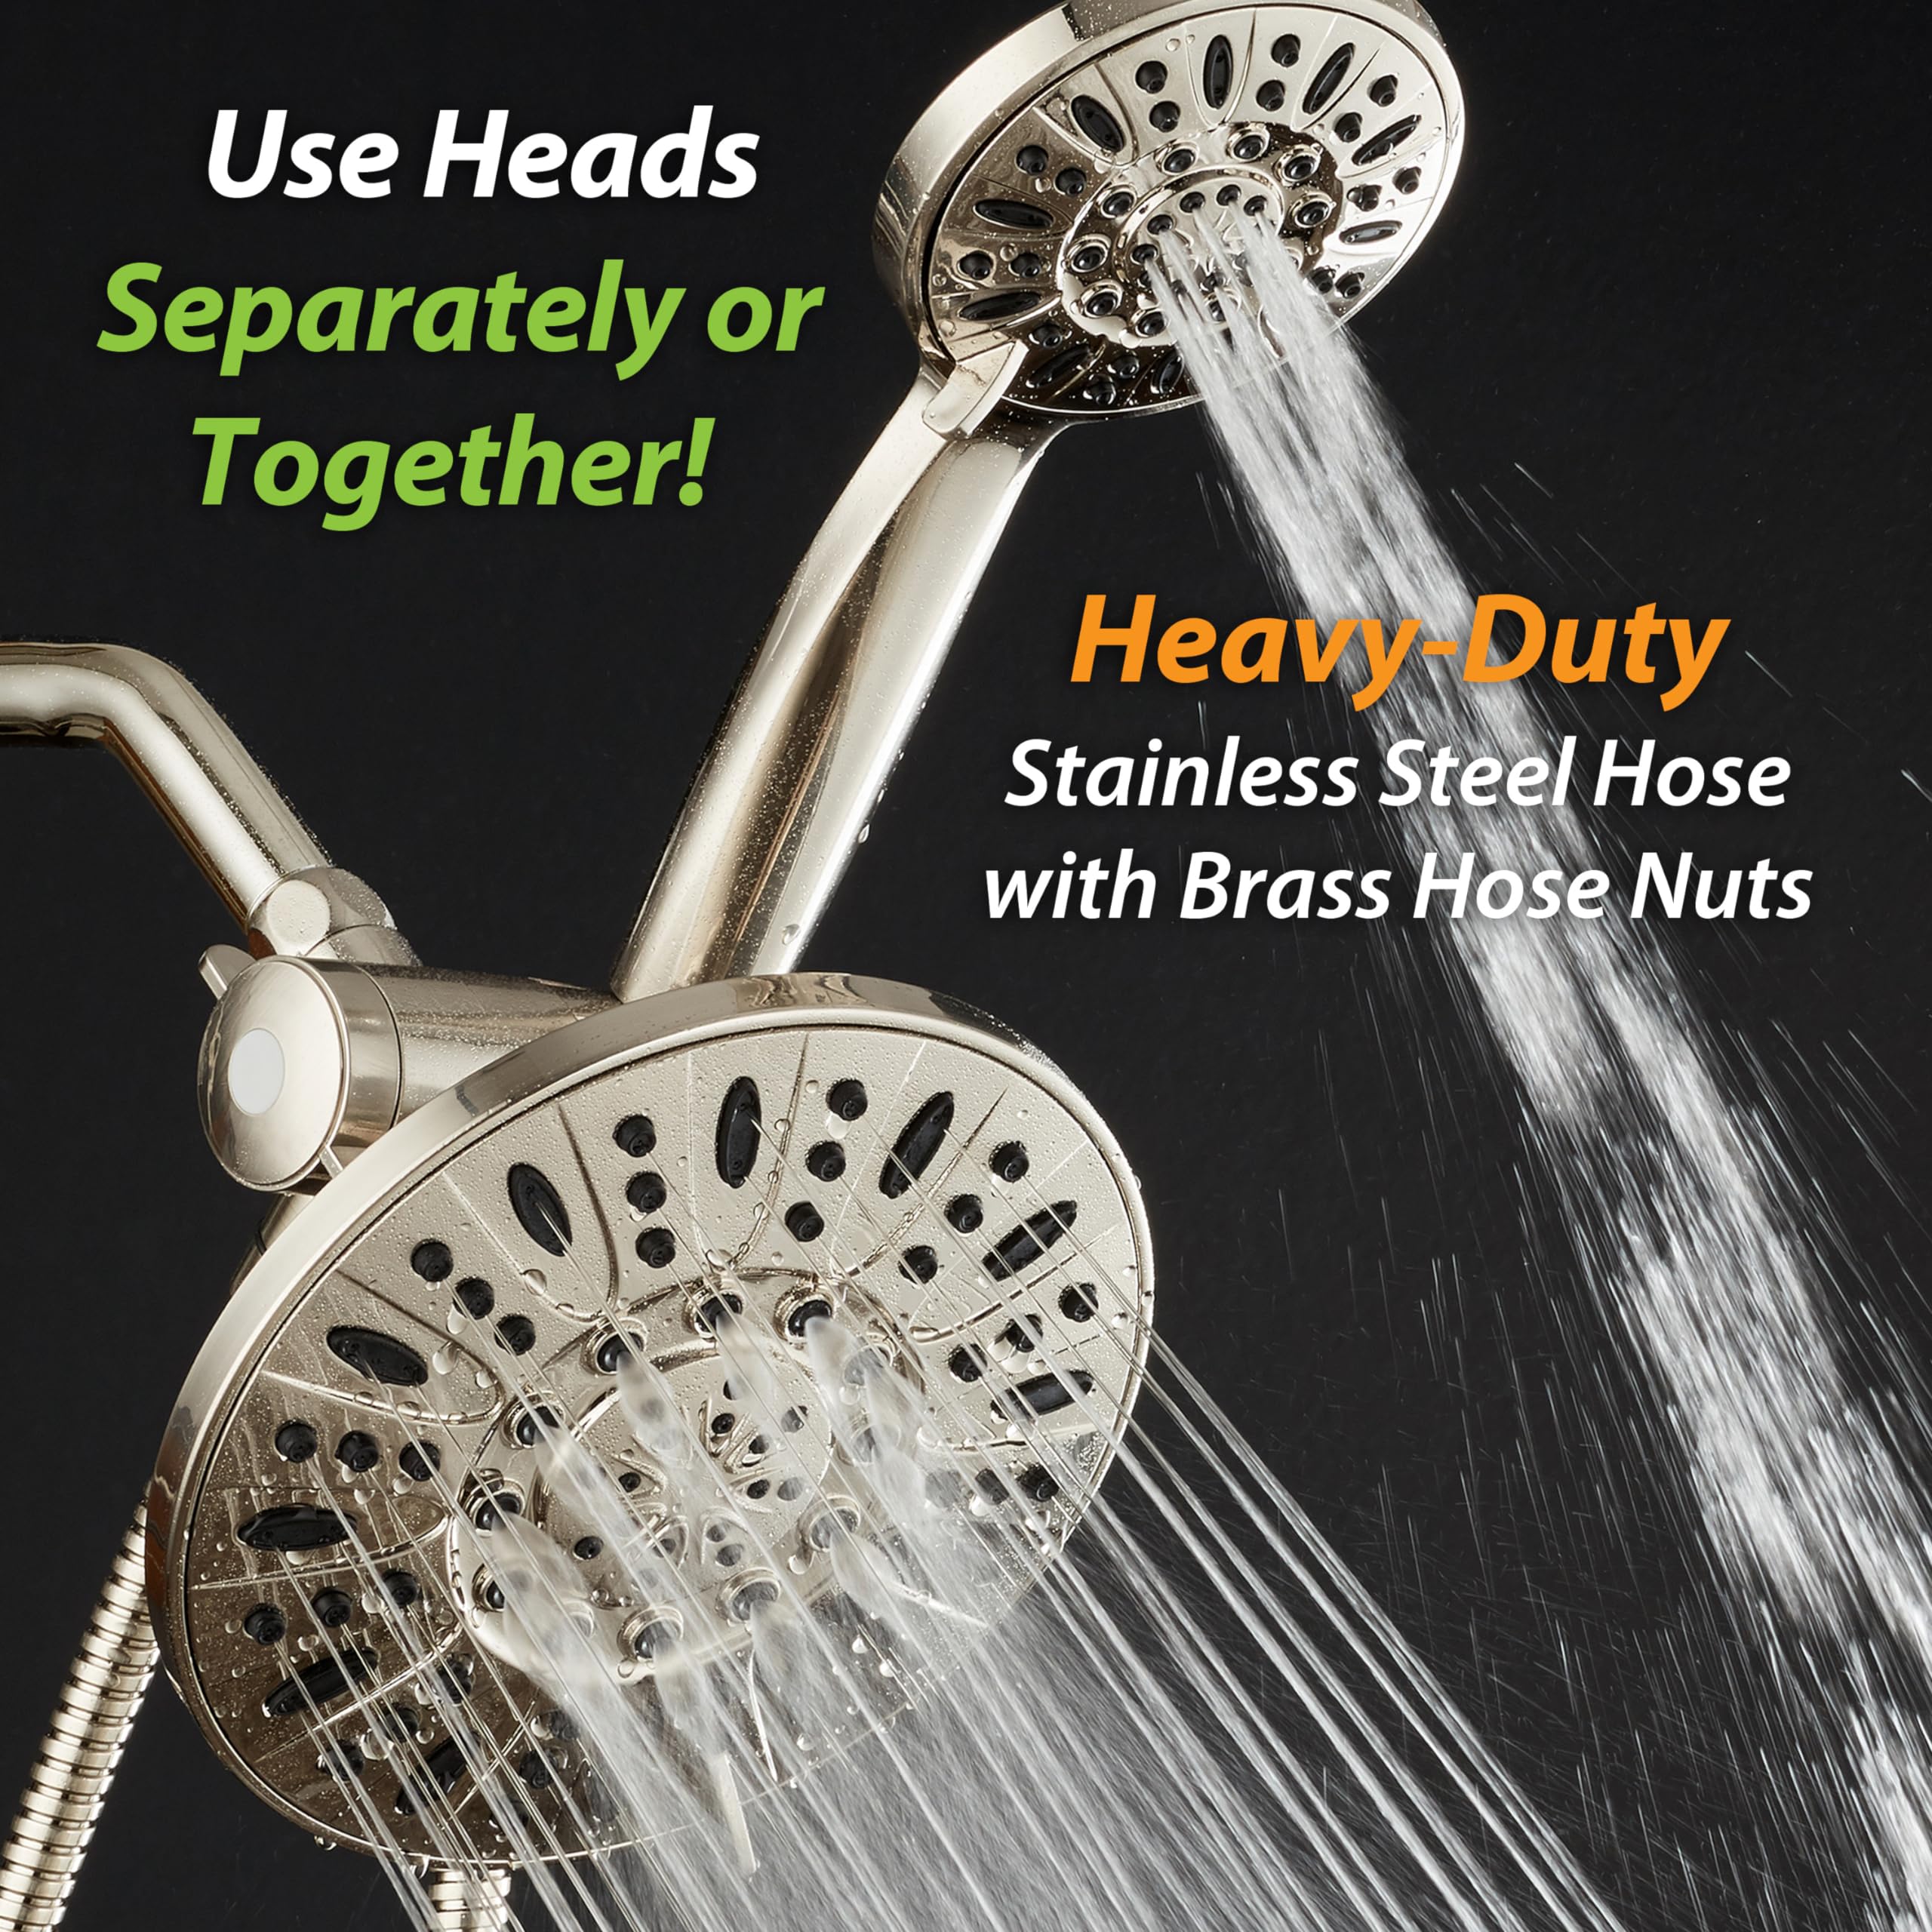 Use Heads
Separately or
Together!
Heavy-Duty
Stainless Steel Hose
with Brass Hose Nuts